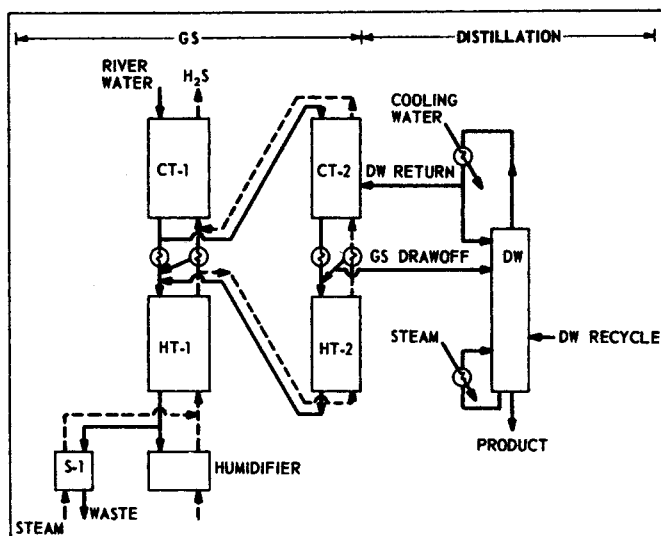 GS
DISTILLATION
RIVER
WATER
H₂S
COOLING
WATER
CT-1
CT-2
DW RETURN
GS DRAWOFF
DW
HT-1
HT-2
STEAM
DW RECYCLE
PRODUCT
S-1
HUMIDIFIER
STEAM
WASTE